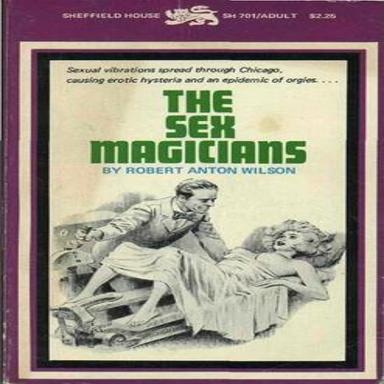 SHEFFIELD HOUSE SH 701/ADULT $2.25
Sexual vibrations spread through Chicago,
causing erotic hysteria and an epidemic of orgies. . . .
THE
SEX
MAGICIANS
BY ROBERT ANTON WILSON